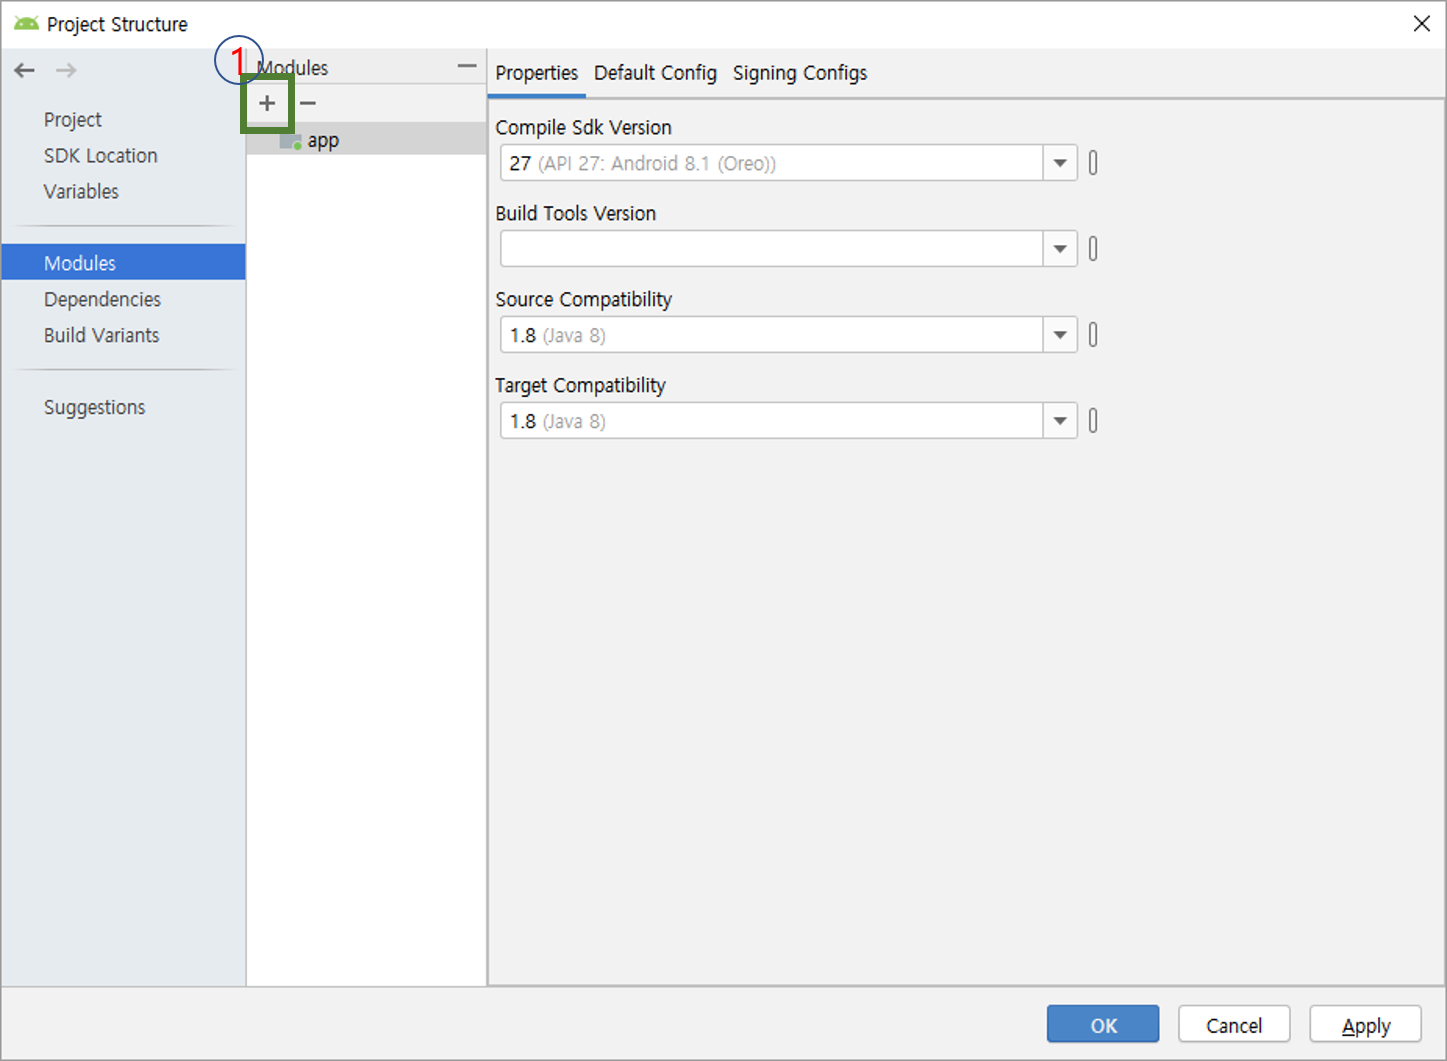 Project Structure
1
Modules
Project
SDK Location
Variables
Modules
Dependencies
Build Variants
Suggestions
app
Properties Default Config Signing Configs
Compile Sdk Version
27 (API 27: Android 8.1 (Oreo))
Build Tools Version
Source Compatibility
1.8 (Java 8)
Target Compatibility
1.8 (Java 8)
OK Cancel Apply